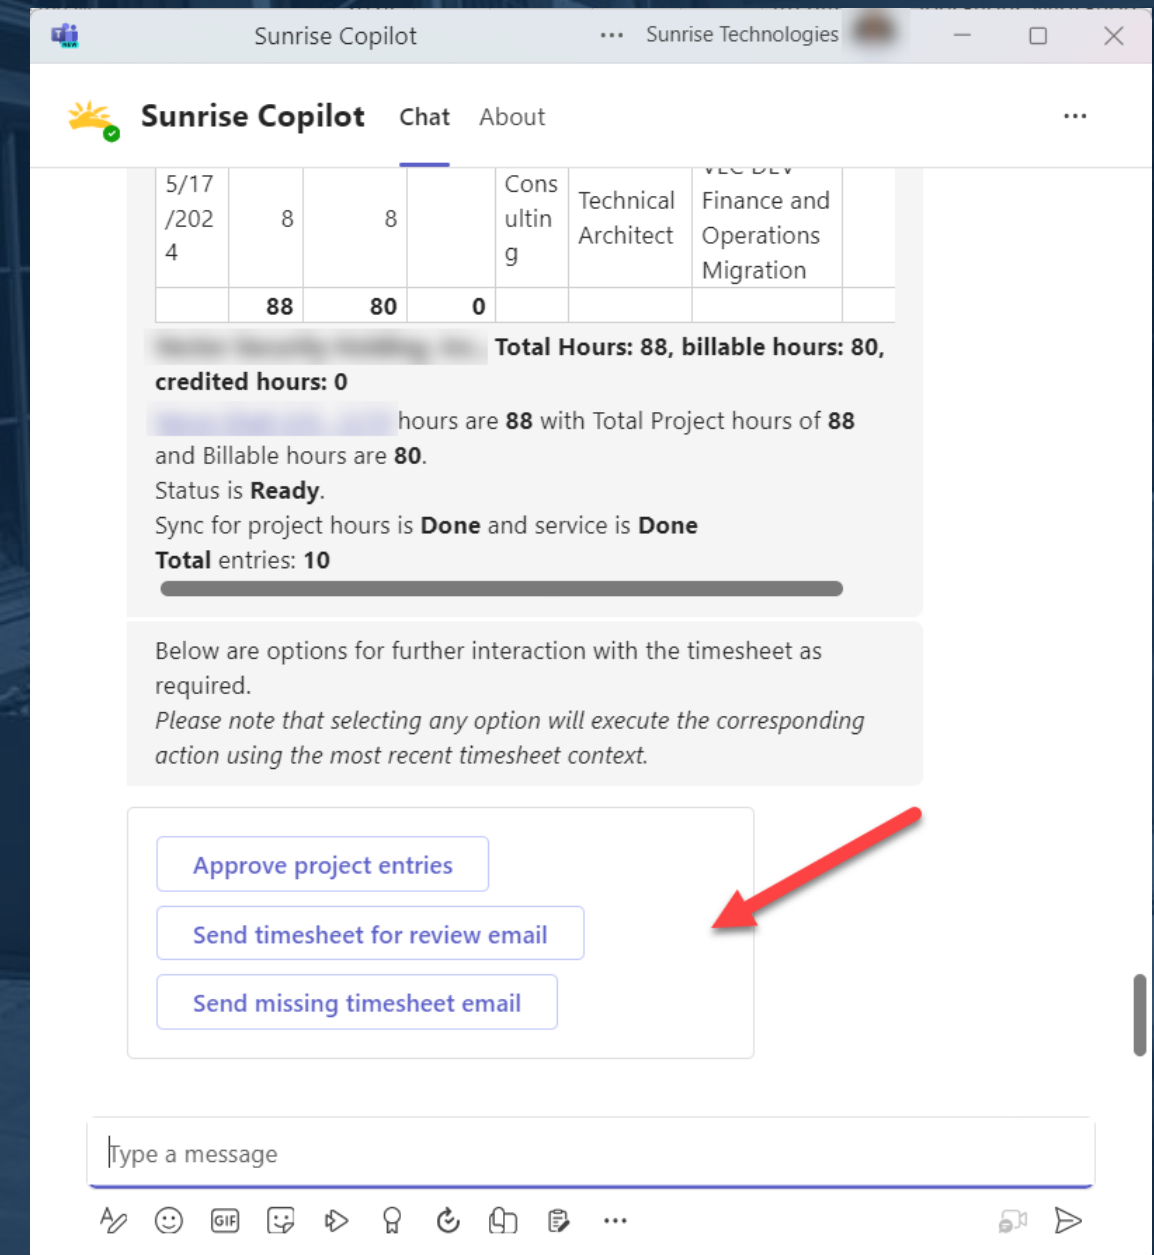 NEW
Sunrise Copilot
Sunrise Technologies
Sunrise Copilot
Chat
About
5/17
/202
4
8
8
Cons
ultin
g
Technical
Architect
VEC DEV
Finance and
Operations
Migration
88
80
0
Total Hours: 88, billable hours: 80,
credited hours: 0
hours are 88 with Total Project hours of 88
and Billable hours are 80.
Status is Ready.
Sync for project hours is Done and service is Done
Total entries: 10
Below are options for further interaction with the timesheet as
required.
Please note that selecting any option will execute the corresponding
action using the most recent timesheet context.
Approve project entries
Send timesheet for review email
Send missing timesheet email
Type a message
GIF